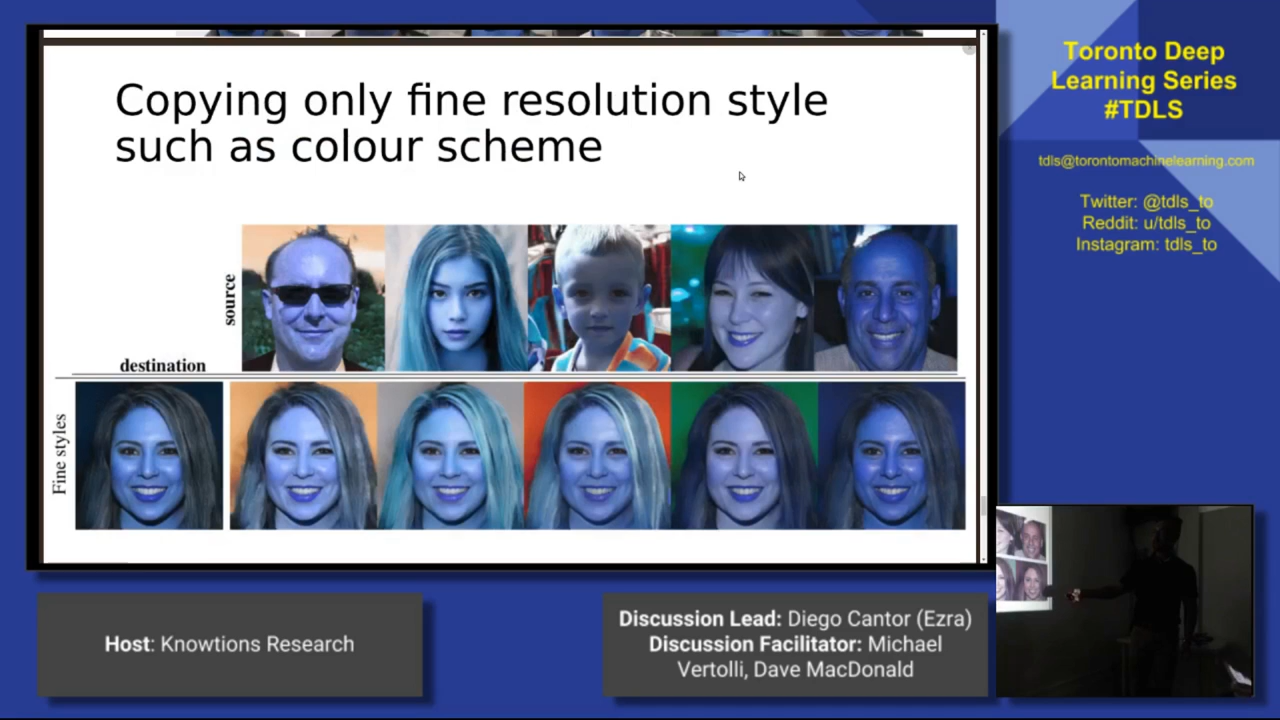 Copying only fine resolution style
such as colour scheme
source
destination
Fine styles
Toronto Deep
Learning Series
#TDLS
tdls@torontomachinelearning.com
Twitter: @tdls_to
Reddit: u/tdls_to
Instagram: tdls_to
Host: Knowtions Research
Discussion Lead: Diego Cantor (Ezra)
Discussion Facilitator: Michael
Vertolli, Dave MacDonald